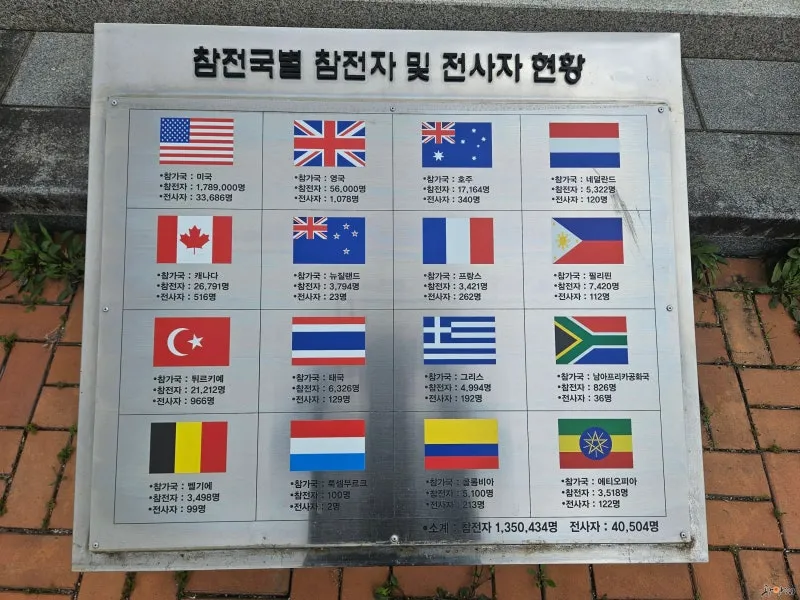 참전국별 참전자 및 전사자 현황
•참가국 : 미국
•참전자 : 1,789,000명
•전사자 : 33,686명
•참가국 : 영국
•참전자 : 56,000명
•전사자 : 1,078명
•참가국 : 호주
•참전자 : 17,164명
•전사자 : 340명
•참가국 : 네덜란드
•참전자 : 5,322명
•전사자 : 120명
•참가국 : 캐나다
•참전자 : 26,791명
•전사자 : 516명
•참가국 : 뉴질랜드
•참전자 : 3,794명
•전사자 : 23명
•참가국 : 프랑스
•참전자 : 3,421명
•전사자 : 262명
•참가국 : 필리핀
•참전자 : 7,420명
•전사자 : 112명
•참가국 : 튀르키예
•참전자 : 21,212명
•전사자 : 966명
•참가국 : 태국
•참전자 : 6,326명
•전사자 : 129명
•참가국 : 그리스
•참전자 : 4,994명
•전사자 : 192명
•참가국 : 남아프리카공화국
•참전자 : 826명
•전사자 : 36명
•참가국 : 벨기에
•참전자 : 3,498명
•전사자 : 99명
•참가국 : 룩셈부르크
•참전자 : 100명
•전사자 : 2명
•참가국 : 콜롬비아
•참전자 : 5,100명
•전사자 : 213명
•참가국 : 에티오피아
•참전자 : 3,518명
•전사자 : 122명
•소계 : 참전자 1,350,434명 전사자 : 40,504명